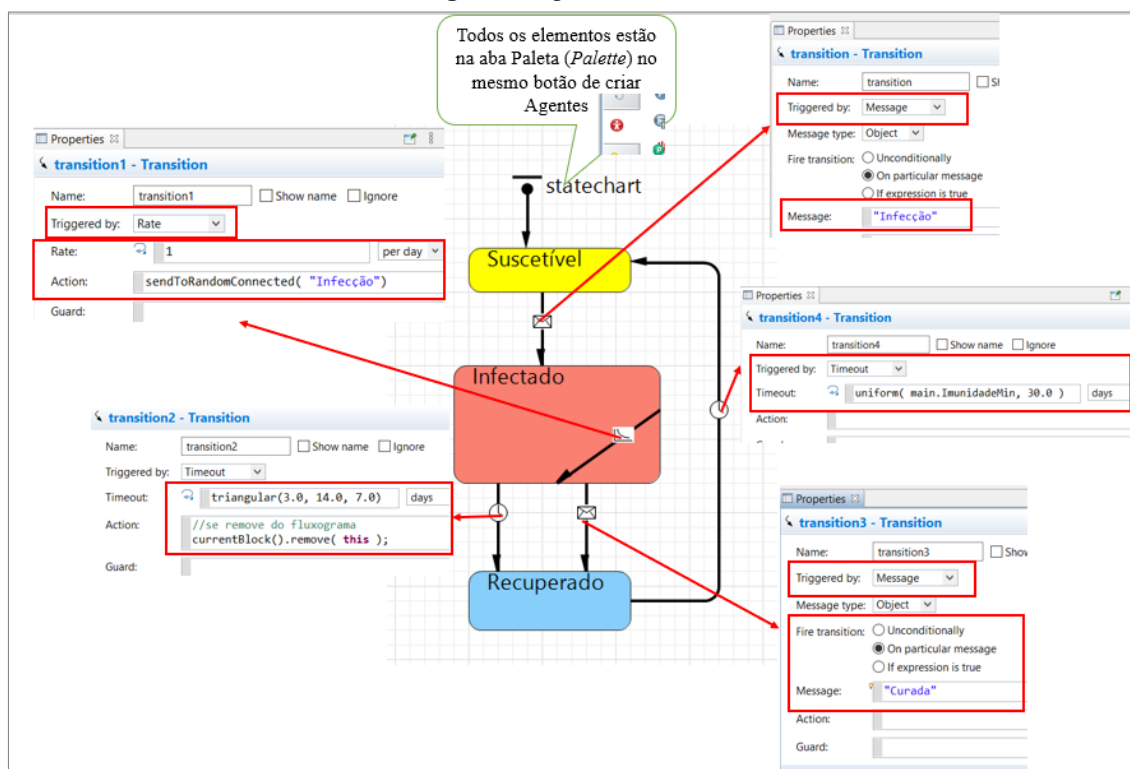 Todos os elementos estão
na aba Paleta (Palette) no
mesmo botão de criar
Agentes
Properties
transition - Transition
Name: transition
Triggered by: Message
Message type: Object
Fire transition: Unconditionally
On particular message
If expression is true
Message: "Infecção"
Properties
transition1 - Transition
Name: transition1 Show name Ignore
Triggered by: Rate
Rate: 1 per day
Action: sendToRandomConnected( "Infecção")
Guard:
statechart
Suscetível
Infectado
Recuperado
Properties
transition4 - Transition
Name: transition4 Show name Ignore
Triggered by: Timeout
Timeout: uniform( main.ImunidadeMin, 30.0 ) days
Action:
transition2 - Transition
Name: transition2 Show name Ignore
Triggered by: Timeout
Timeout: triangular(3.0, 14.0, 7.0) days
Action: //se remove do fluxograma
currentBlock().remove( this );
Guard:
Properties
transition3 - Transition
Name: transition3 Show
Triggered by: Message
Message type: Object
Fire transition: Unconditionally
On particular message
If expression is true
Message: "Curada"
Action:
Guard: